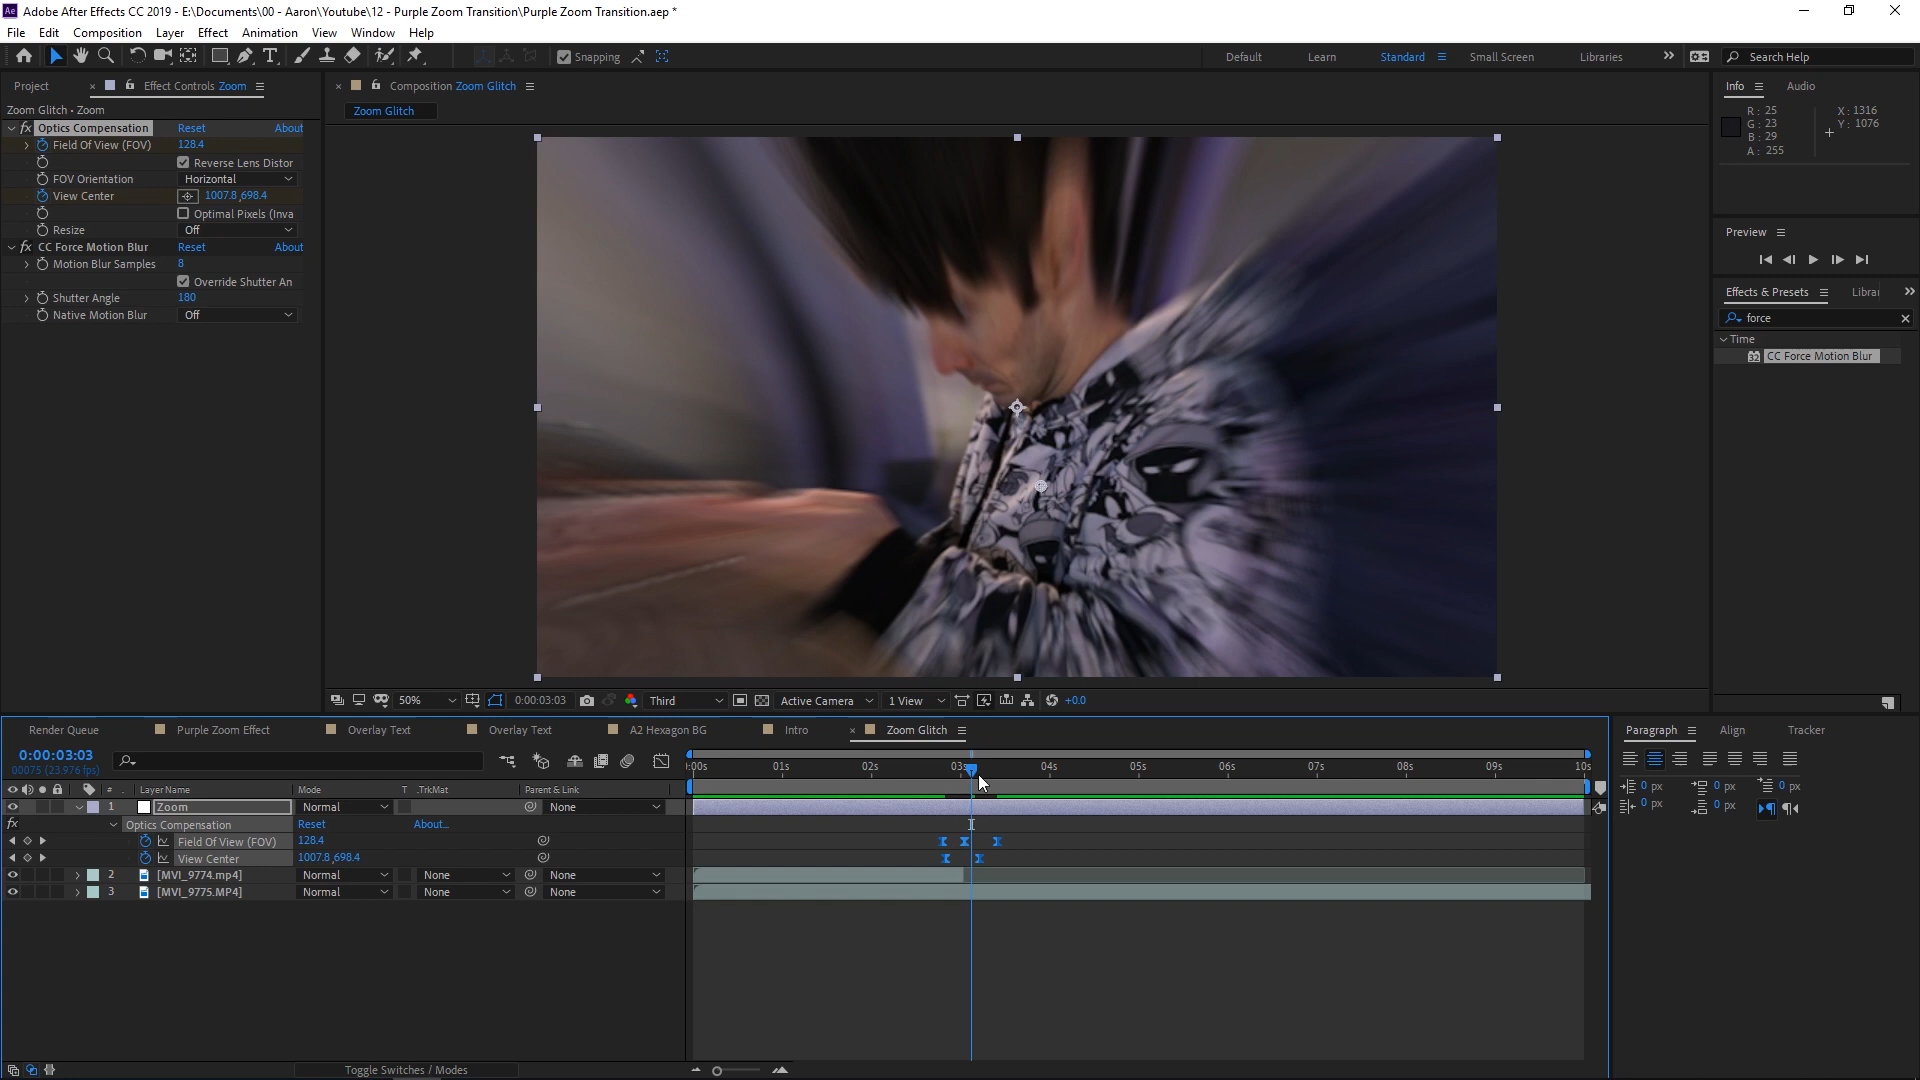 Adobe After Effects CC 2019 - E:\Documents\00 - Aaron\Youtube\12 - Purple Zoom Transition\Purple Zoom Transition.aep *
File Edit Composition Layer Effect Animation View Window Help
Snapping Default Learn Standard Small Screen Libraries Search Help
Project Effect Controls Zoom
Zoom Glitch • Zoom
Optics Compensation Reset About
Field Of View (FOV) 128.4
Reverse Lens Distor
FOV Orientation Horizontal
View Center 1007.8,698.4
Optimal Pixels (Inva
Resize Off
CC Force Motion Blur Reset About
Motion Blur Samples 8
Override Shutter An
Shutter Angle 180
Native Motion Blur Off
Composition Zoom Glitch
Zoom Glitch
50% 0:00:03:03 Third Active Camera 1 View +0.0
Info Audio
R: 25 X: 1316
G: 23 Y: 1076
B: 29
A: 255
Preview
Effects & Presets Librar
force
Time
32 CC Force Motion Blur
Render Queue Purple Zoom Effect Overlay Text Overlay Text A2 Hexagon BG Intro Zoom Glitch
0:00:03:03
00075 (23.976 fps)
:00s 01s 02s 03s 04s 05s 06s 07s 08s 09s 10s
# Layer Name Mode T .TrkMat Parent & Link
1 Zoom Normal None
fx Optics Compensation Reset About...
Field Of View (FOV) 128.4
View Center 1007.8,698.4
2 [MVI_9774.mp4] Normal None None
3 [MVI_9775.MP4] Normal None None
Toggle Switches / Modes
Paragraph Align Tracker
0 px 0 px 0 px
0 px 0 px